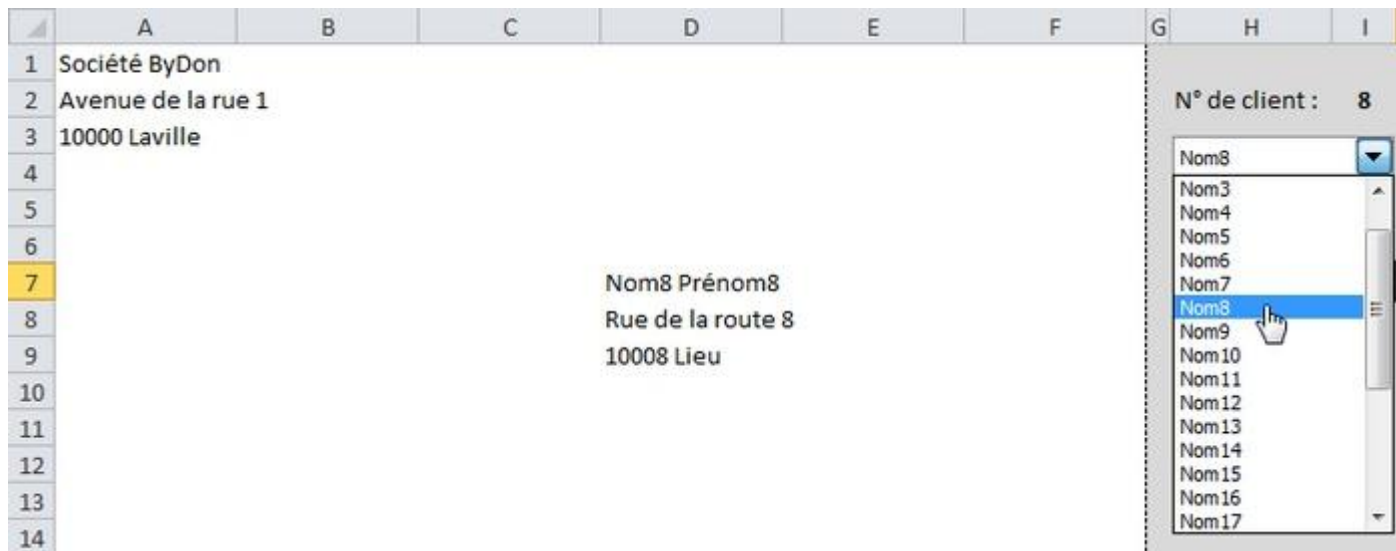 A B C D E F G H I
1 Société ByDon
2 Avenue de la rue 1 N° de client : 8
3 10000 Laville
4 Nom8
Nom3
Nom4
5 Nom5
6 Nom6
7 Nom8 Prénom8 Nom7
8 Rue de la route 8 Nom8
Nom9
9 10008 Lieu Nom10
10 Nom11
Nom12
11 Nom13
12 Nom14
Nom15
13 Nom16
14 Nom17